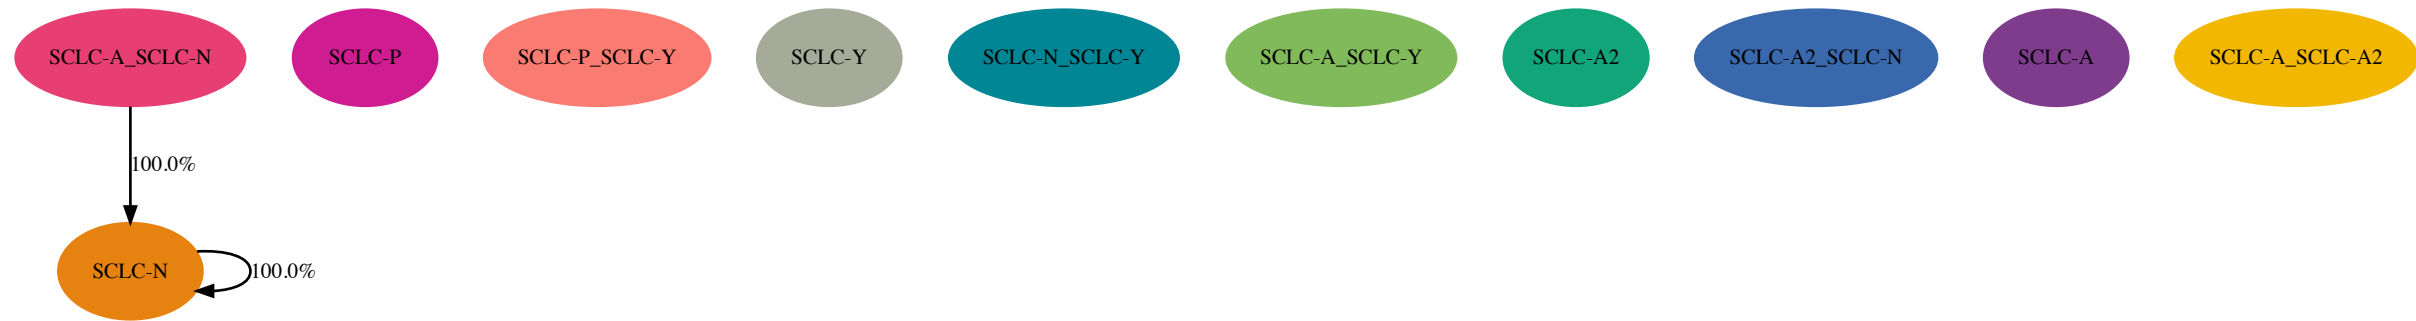 SCLC-A_SCLC-N
SCLC-P
SCLC-P_SCLC-Y
SCLC-Y
SCLC-N_SCLC-Y
SCLC-A_SCLC-Y
SCLC-A2
SCLC-A2_SCLC-N
SCLC-A
SCLC-A_SCLC-A2
100.0%
SCLC-N
100.0%